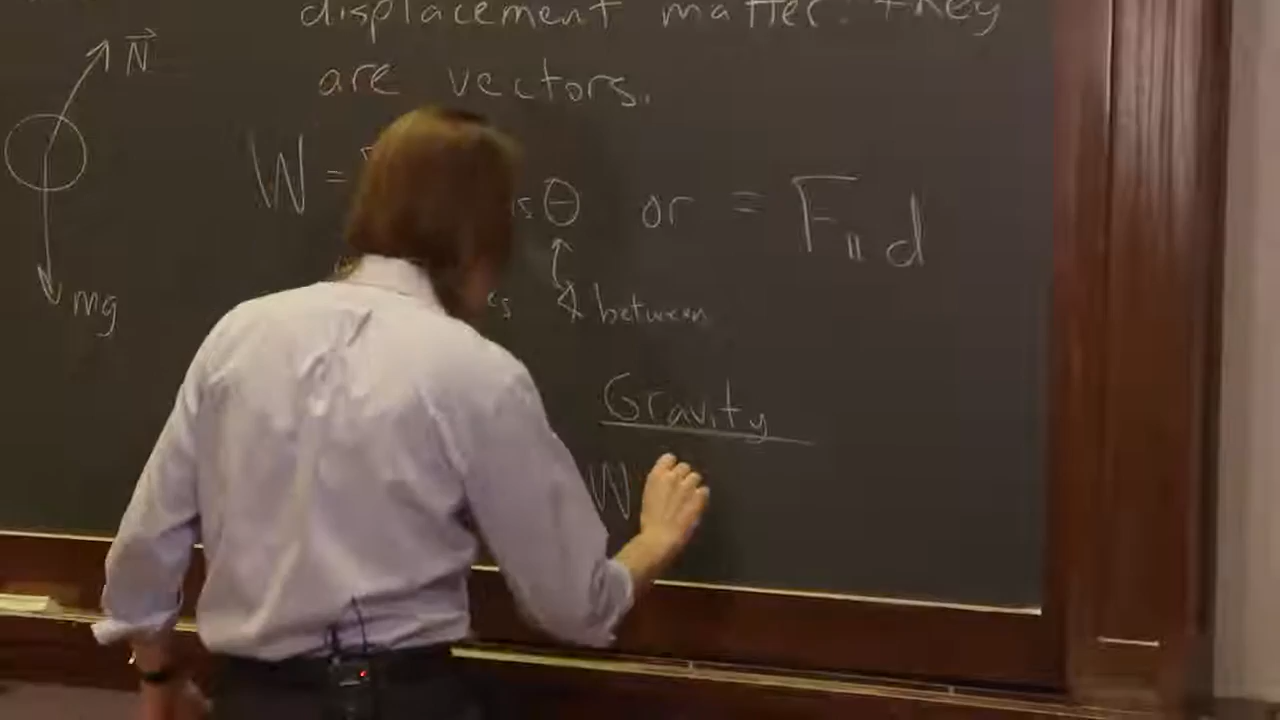 displacement matter. They
are vectors.
N
W = θ or = F∥ d
∡ between
mg
Gravity
W